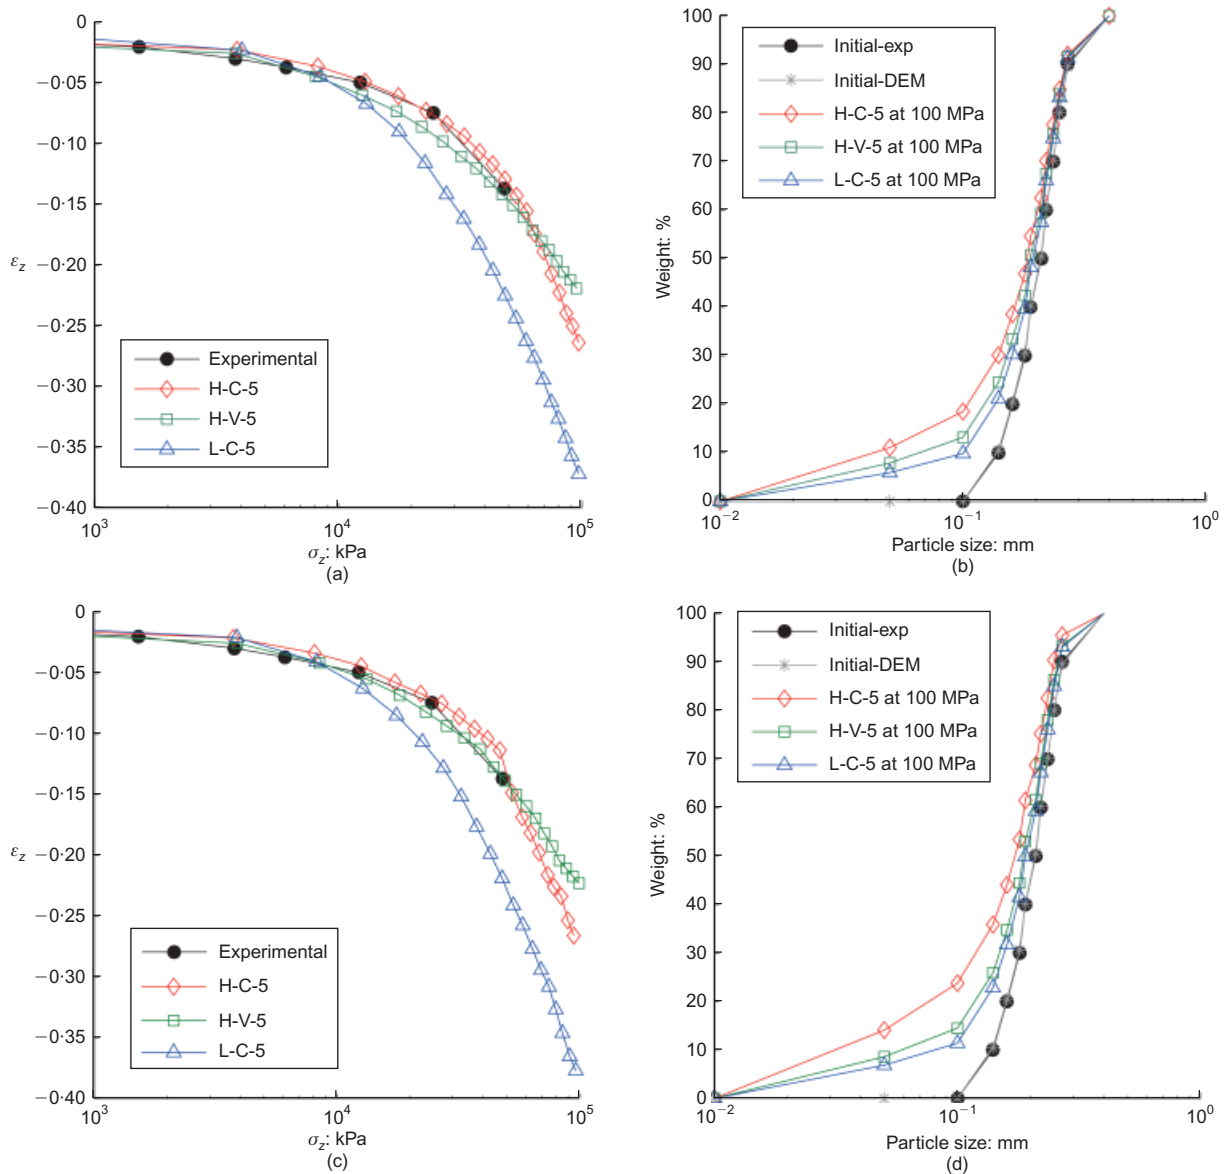 0
−0·05
−0·10
−0·15
−0·20
−0·25
−0·30
−0·35
−0·40
εz
10³
10⁴
10⁵
σz: kPa
(a)
Experimental
H-C-5
H-V-5
L-C-5
100
90
80
70
60
50
40
30
20
10
0
Weight: %
10⁻²
10⁻¹
10⁰
Particle size: mm
(b)
Initial-exp
Initial-DEM
H-C-5 at 100 MPa
H-V-5 at 100 MPa
L-C-5 at 100 MPa
0
−0·05
−0·10
−0·15
−0·20
−0·25
−0·30
−0·35
−0·40
εz
10³
10⁴
10⁵
σz: kPa
(c)
Experimental
H-C-5
H-V-5
L-C-5
100
90
80
70
60
50
40
30
20
10
0
Weight: %
10⁻²
10⁻¹
10⁰
Particle size: mm
(d)
Initial-exp
Initial-DEM
H-C-5 at 100 MPa
H-V-5 at 100 MPa
L-C-5 at 100 MPa